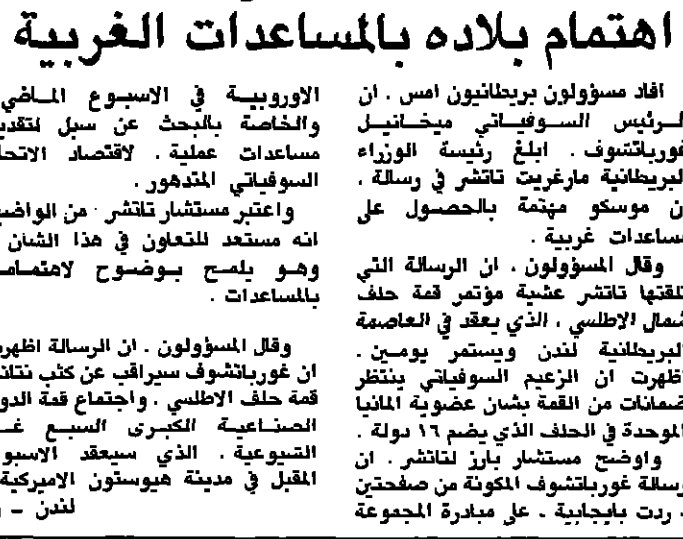 اهتمام بلاده بالمساعدات الغربية
افاد مسؤولون بريطانيون امس . ان
الرئيس السوفياتي ميخائيل
غورباتشوف . ابلغ رئيسة الوزراء
البريطانية مارغريت تاتشر في رسالة .
ان موسكو مهتمة بالحصول على
مساعدات غربية .
وقال المسؤولون . ان الرسالة التي
تلقتها تاتشر عشية مؤتمر قمة حلف
شمال الاطلسي ، الذي يعقد في العاصمة
البريطانية لندن ويستمر يومين .
اظهرت ان الزعيم السوفياتي ينتظر
ضمانات من القمة بشان عضوية المانيا
الموحدة في الحلف الذي يضم ١٦ دولة .
واوضح مستشار بارز لتاتشر . ان
رسالة غورباتشوف المكونة من صفحتين
. ردت بايجابية . على مبادرة المجموعة
الاوروبية في الاسبوع الماضي
والخاصة بالبحث عن سبل لتقديم
مساعدات عملية . لاقتصاد الاتحاد
السوفياتي المتدهور .
واعتبر مستشار تاتشر . من الواضح
انه مستعد للتعاون في هذا الشان
وهو يلمح بوضوح لاهتمامه
بالمساعدات .
وقال المسؤولون . ان الرسالة اظهرت
ان غورباتشوف سيراقب عن كثب نتائج
قمة حلف الاطلسي . واجتماع قمة الدول
الصناعية الكبرى السبع غير
الشيوعية . الذي سيعقد الاسبوع
المقبل في مدينة هيوستون الاميركية
لندن -